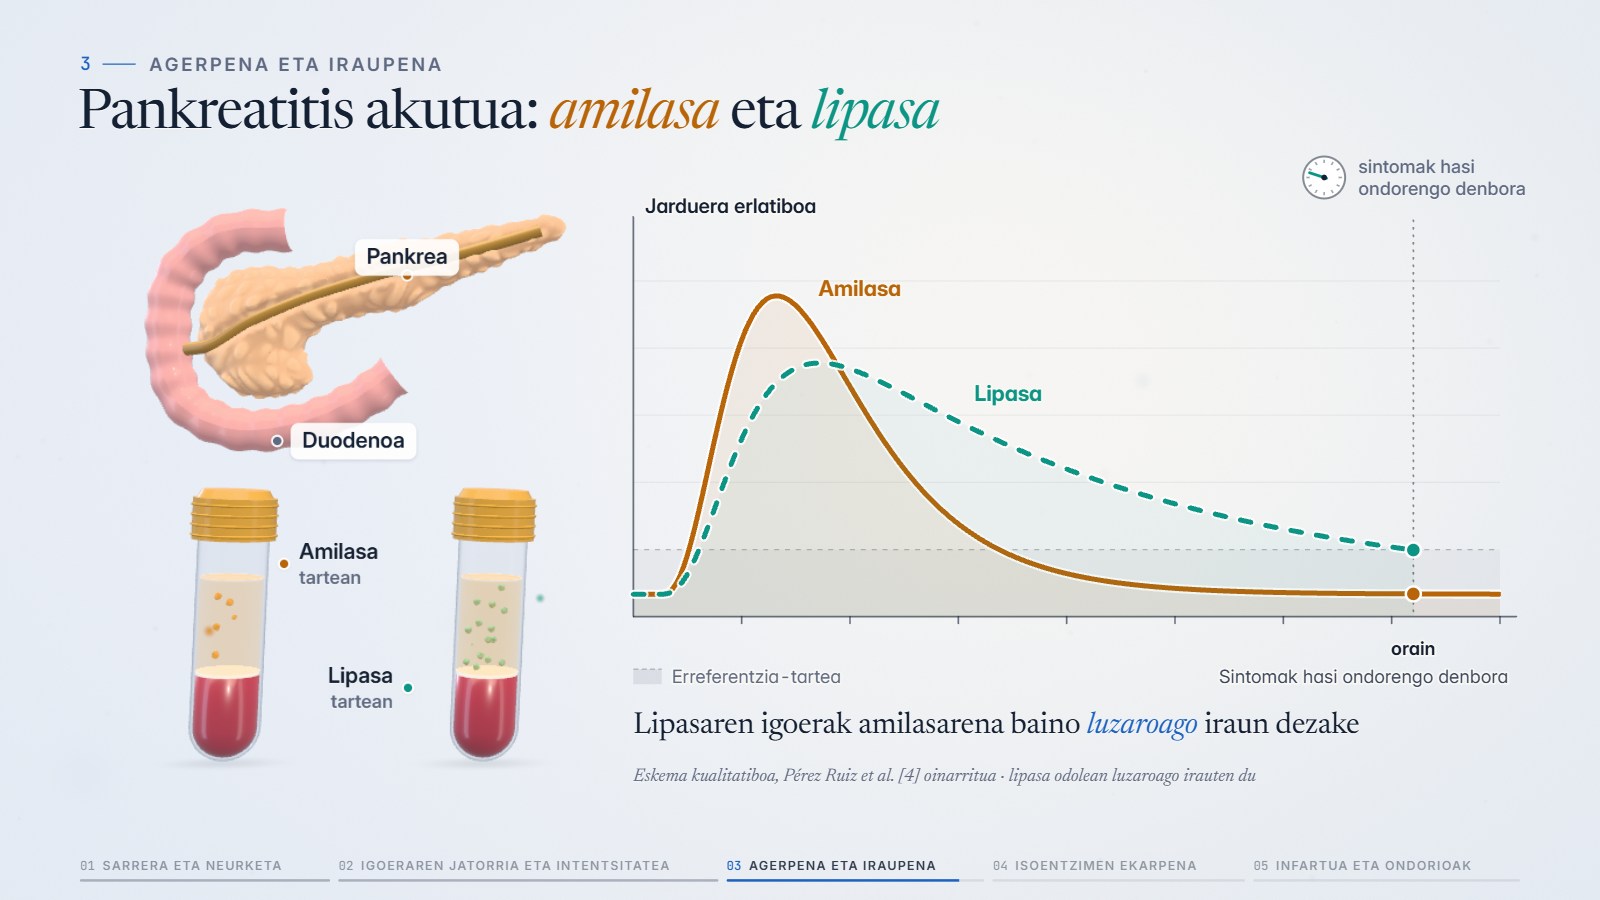 3 — AGERPENA ETA IRAUPENA
Pankreatitis akutua: amilasa eta lipasa
sintomak hasi
ondorengo denbora
Jarduera erlatiboa
Pankrea
Duodenoa
Amilasa
tartean
Lipasa
tartean
Amilasa
Lipasa
orain
Erreferentzia-tartea
Sintomak hasi ondorengo denbora
Lipasaren igoerak amilasarena baino luzaroago iraun dezake
Eskema kualitatiboa, Pérez Ruiz et al. [4] oinarritua · lipasa odolean luzaroago irauten du
01 SARRERA ETA NEURKETA
02 IGOERAREN JATORRIA ETA INTENTSITATEA
03 AGERPENA ETA IRAUPENA
04 ISOENTZIMEN EKARPENA
05 INFARTUA ETA ONDORIOAK